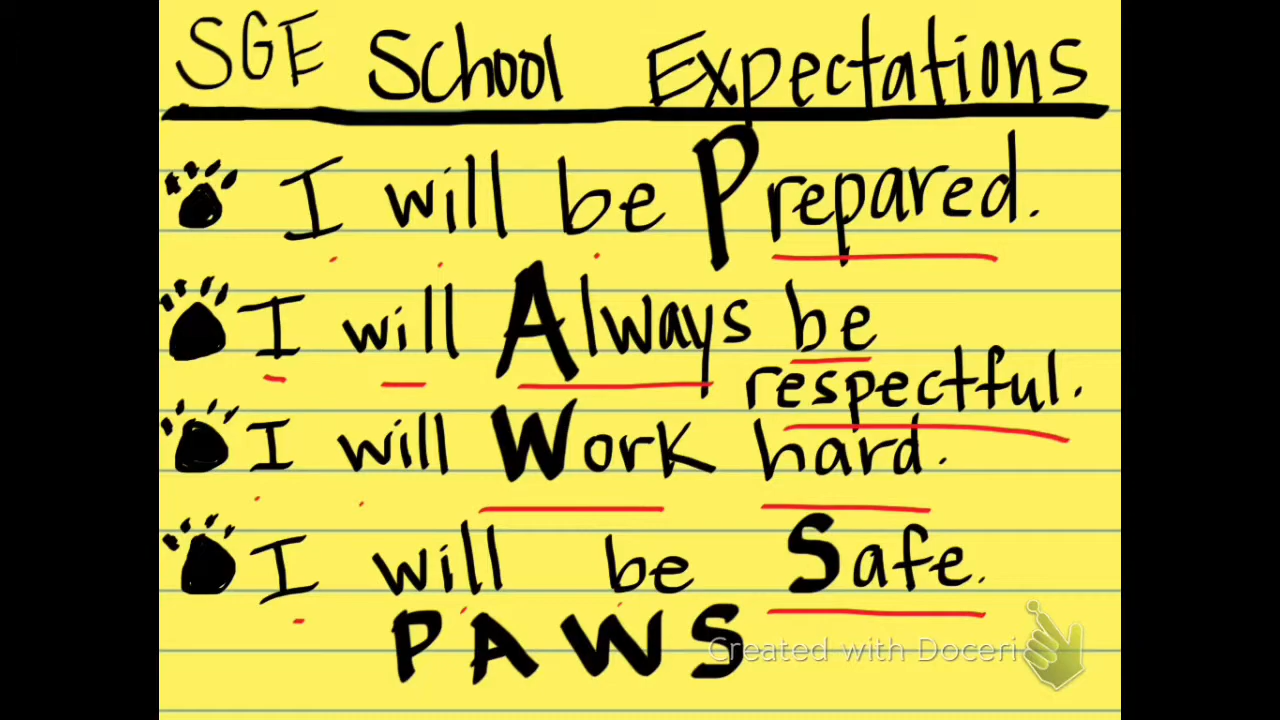 SGE School Expectations
I will be Prepared.
I will Always be
respectful.
I will Work hard.
I will be Safe.
PAWS
Created with Doceri